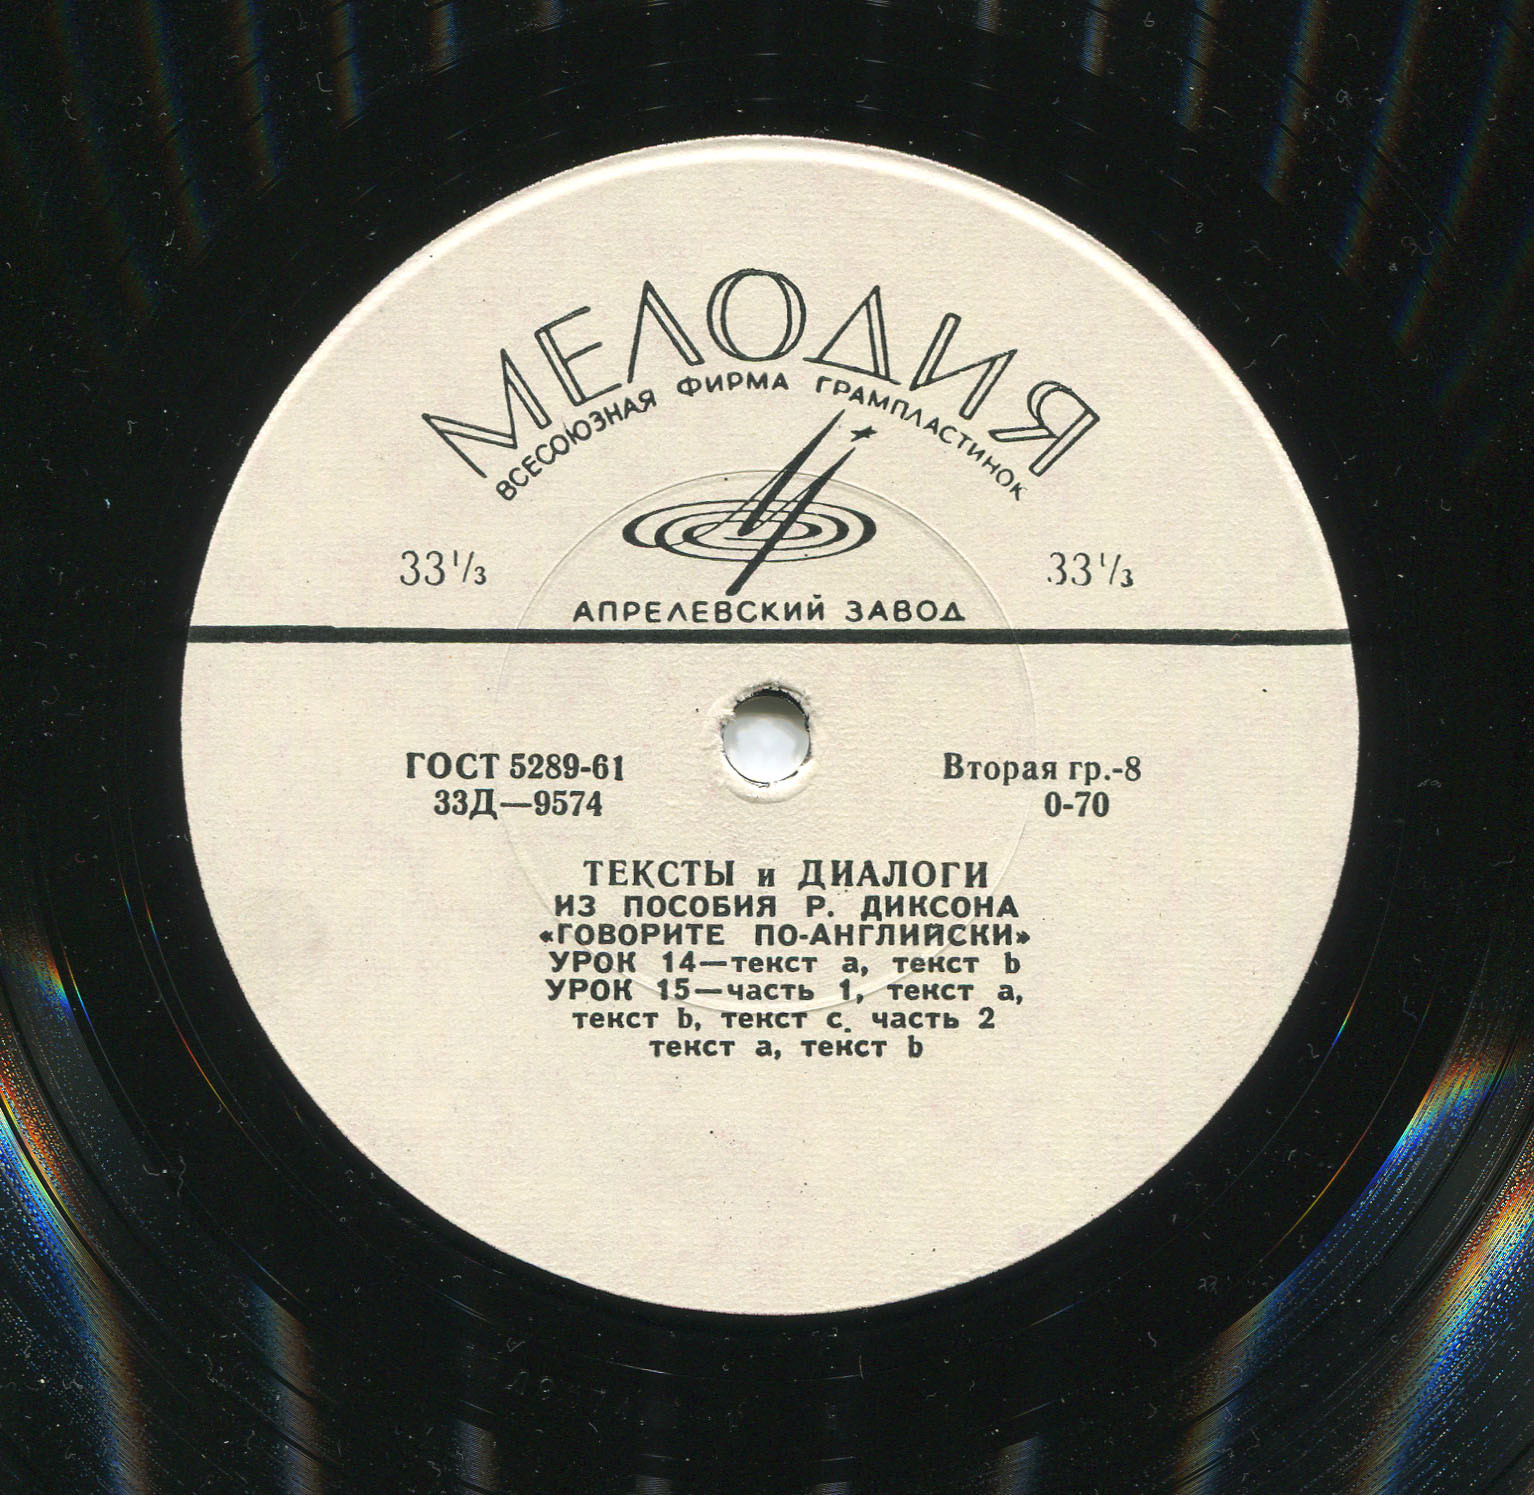 МЕЛОДИЯ
ВСЕСОЮЗНАЯ ФИРМА ГРАМПЛАСТИНОК
33⅓ 33⅓
АПРЕЛЕВСКИЙ ЗАВОД
ГОСТ 5289-61 Вторая гр.-8
33Д—9574 0-70
ТЕКСТЫ и ДИАЛОГИ
ИЗ ПОСОБИЯ Р. ДИКСОНА
«ГОВОРИТЕ ПО-АНГЛИЙСКИ»
УРОК 14—текст a, текст b
УРОК 15—часть 1, текст a,
текст b, текст c. часть 2
текст a, текст b